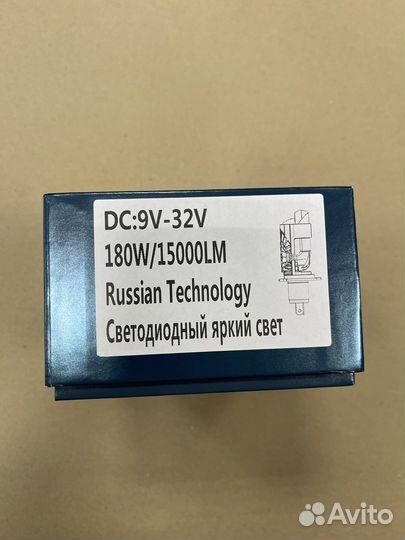 DC:9V-32V
180W/15000LM
Russian Technology
Светодиодный яркий свет
Avito